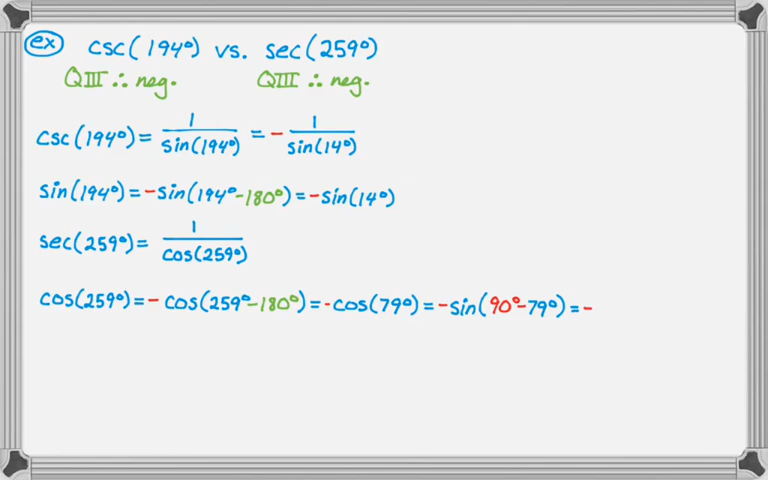 ex csc(194°) vs. sec(259°)
QIII ∴ neg. QIII ∴ neg.
csc(194°) = 1/sin(194°) = - 1/sin(14°)
sin(194°) = -sin(194° -180°) = -sin(14°)
sec(259°) = 1/cos(259°)
cos(259°) = - cos(259° -180°) = -cos(79°) = -sin(90° -79°) = -